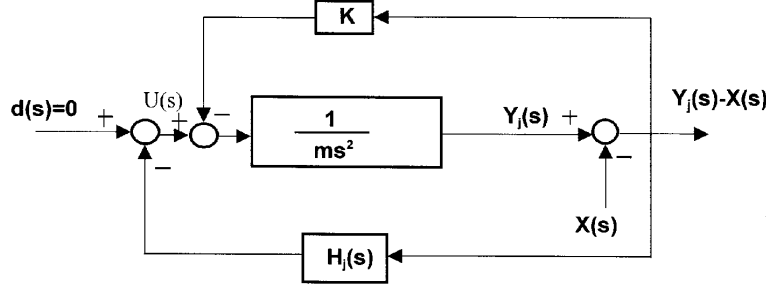 K
d(s)=0
+
U(s)
+
−
−
1
ms²
Yⱼ(s)
+
−
Yⱼ(s)-X(s)
X(s)
Hⱼ(s)